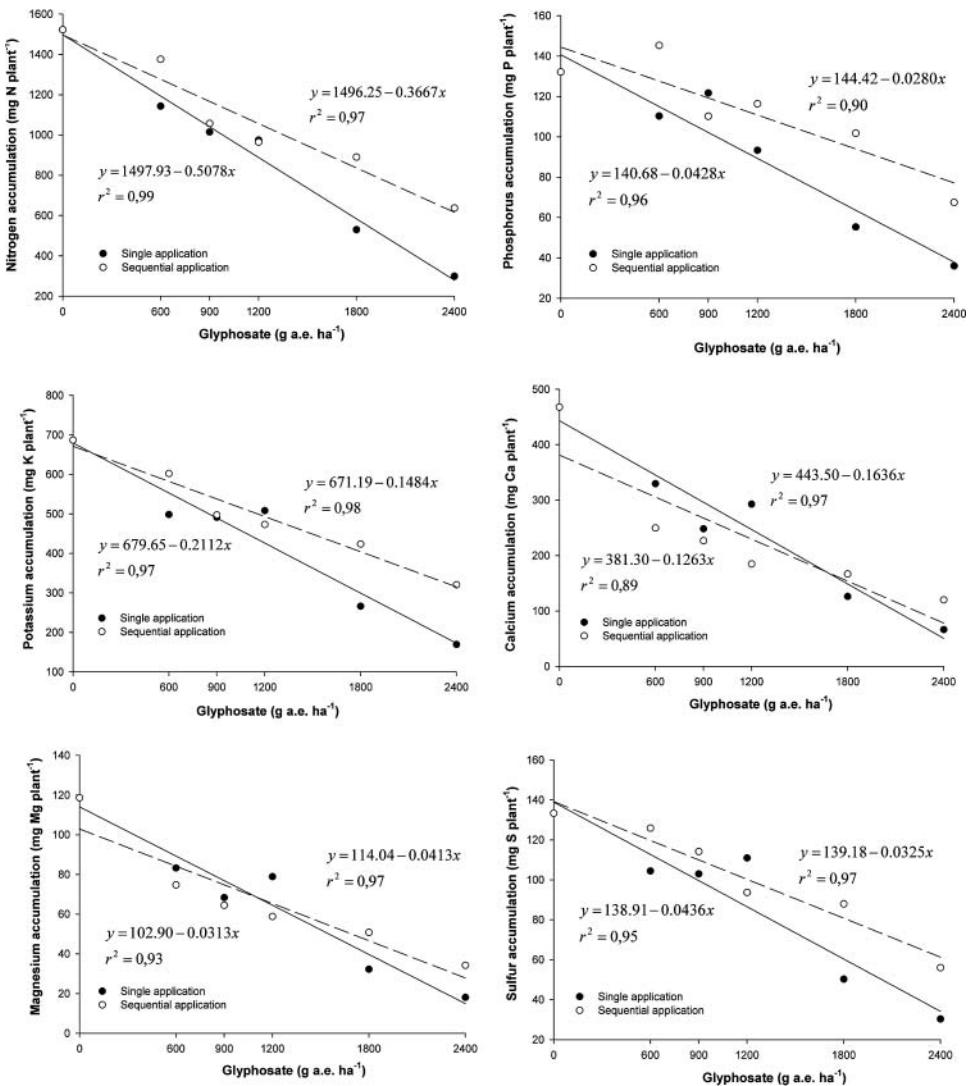 Nitrogen accumulation (mg N plant⁻¹)
1600
1400
1200
1000
800
600
400
200
y = 1496.25−0.3667x
r² = 0,97
y = 1497.93−0.5078x
r² = 0,99
Single application
Sequential application
0 600 900 1200 1800 2400
Glyphosate (g a.e. ha⁻¹)
Phosphorus accumulation (mg P plant⁻¹)
160
140
120
100
80
60
40
20
y = 144.42−0.0280x
r² = 0,90
y = 140.68−0.0428x
r² = 0,96
Single application
Sequential application
0 600 900 1200 1800 2400
Glyphosate (g a.e. ha⁻¹)
Potassium accumulation (mg K plant⁻¹)
800
700
600
500
400
300
200
100
y = 671.19−0.1484x
r² = 0,98
y = 679.65−0.2112x
r² = 0,97
Single application
Sequential application
0 600 900 1200 1800 2400
Glyphosate (g a.e. ha⁻¹)
Calcium accumulation (mg Ca plant⁻¹)
500
400
300
200
100
0
y = 443.50−0.1636x
r² = 0,97
y = 381.30−0.1263x
r² = 0,89
Single application
Sequential application
0 600 900 1200 1800 2400
Glyphosate (g a.e. ha⁻¹)
Magnesium accumulation (mg Mg plant⁻¹)
140
120
100
80
60
40
20
0
y = 114.04−0.0413x
r² = 0,97
y = 102.90−0.0313x
r² = 0,93
Single application
Sequential application
0 600 900 1200 1800 2400
Glyphosate (g a.e. ha⁻¹)
Sulfur accumulation (mg S plant⁻¹)
160
140
120
100
80
60
40
20
y = 139.18−0.0325x
r² = 0,97
y = 138.91−0.0436x
r² = 0,95
Single application
Sequential application
0 600 900 1200 1800 2400
Glyphosate (g a.e. ha⁻¹)